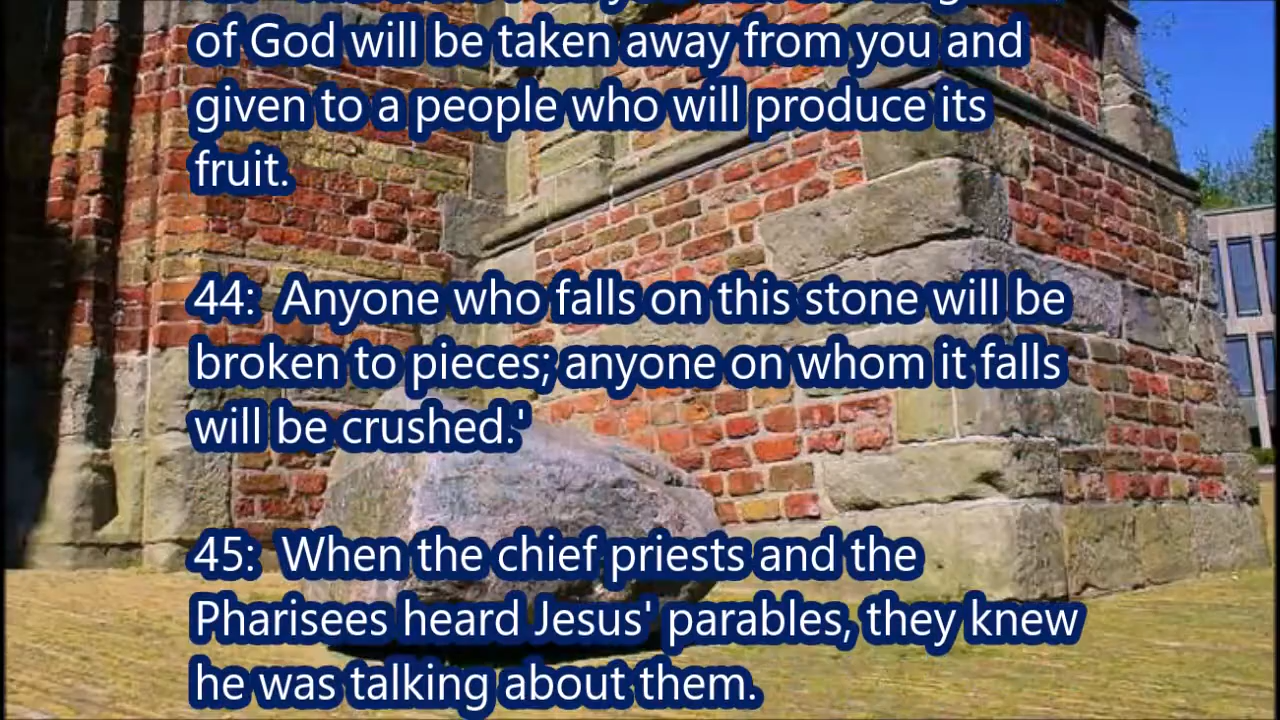 of God will be taken away from you and
given to a people who will produce its
fruit.
44: Anyone who falls on this stone will be
broken to pieces; anyone on whom it falls
will be crushed.'
45: When the chief priests and the
Pharisees heard Jesus' parables, they knew
he was talking about them.